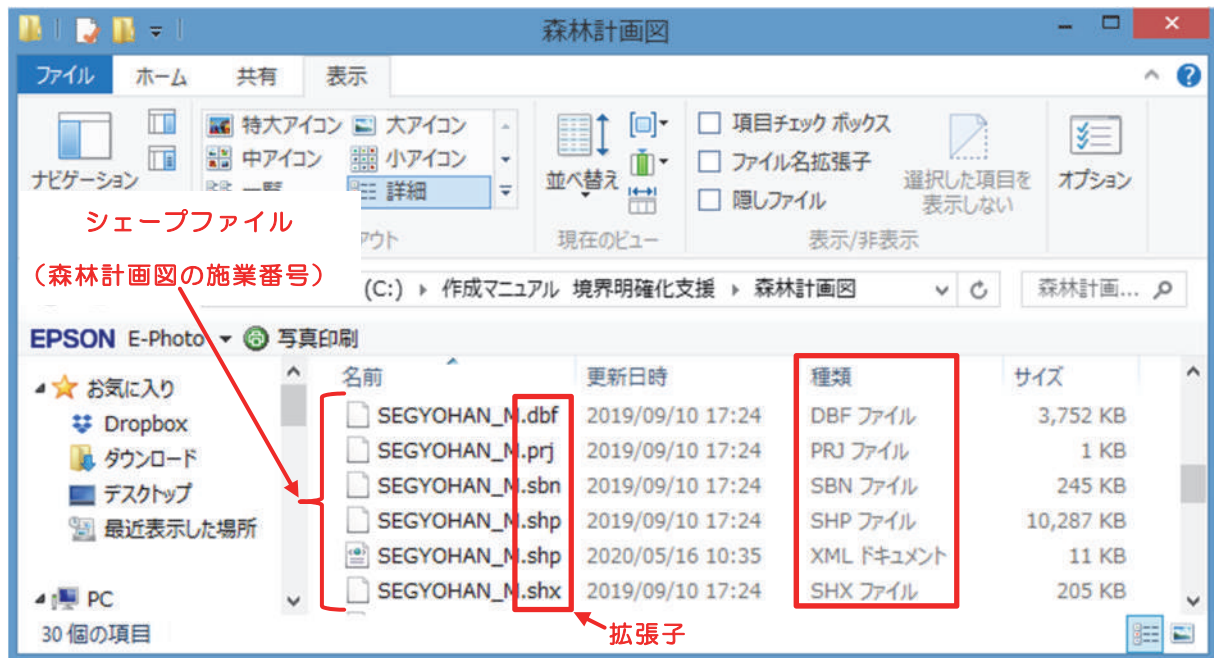 森林計画図
ファイル ホーム 共有 表示
特大アイコン 大アイコン
中アイコン 小アイコン
詳細
ナビゲーション
並べ替え
現在のビュー
項目チェック ボックス
ファイル名拡張子
隠しファイル
選択した項目を
表示しない
表示/非表示
オプション
シェープファイル
（森林計画図の施業番号）
(C:) 作成マニュアル 境界明確化支援 森林計画図
森林計画...
EPSON E-Photo 写真印刷
お気に入り
Dropbox
ダウンロード
デスクトップ
最近表示した場所
PC
名前 更新日時 種類 サイズ
SEGYOHAN_M.dbf 2019/09/10 17:24 DBF ファイル 3,752 KB
SEGYOHAN_M.prj 2019/09/10 17:24 PRJ ファイル 1 KB
SEGYOHAN_M.sbn 2019/09/10 17:24 SBN ファイル 245 KB
SEGYOHAN_M.shp 2019/09/10 17:24 SHP ファイル 10,287 KB
SEGYOHAN_M.shp 2020/05/16 10:35 XML ドキュメント 11 KB
SEGYOHAN_M.shx 2019/09/10 17:24 SHX ファイル 205 KB
拡張子
30 個の項目